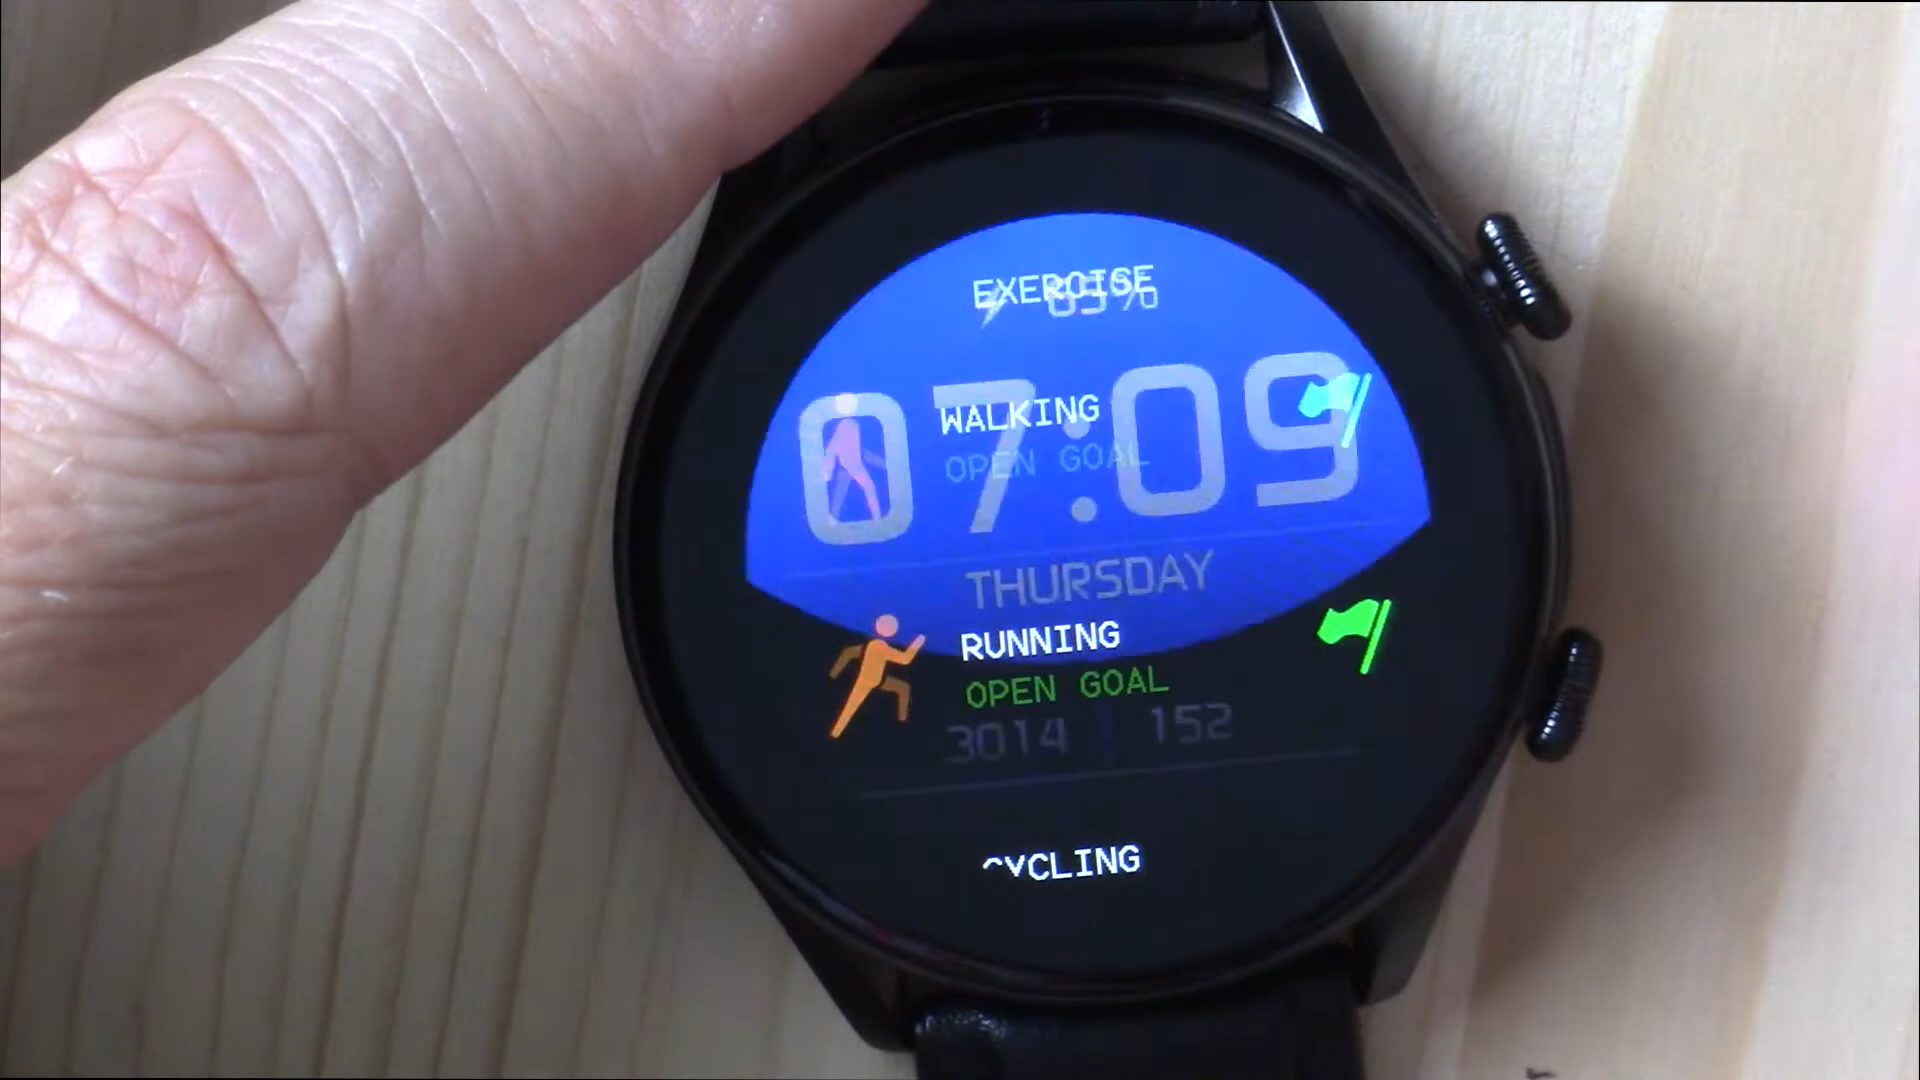 EXERCISE
07:09
WALKING
OPEN GOAL
THURSDAY
RUNNING
OPEN GOAL
3014 152
CYCLING